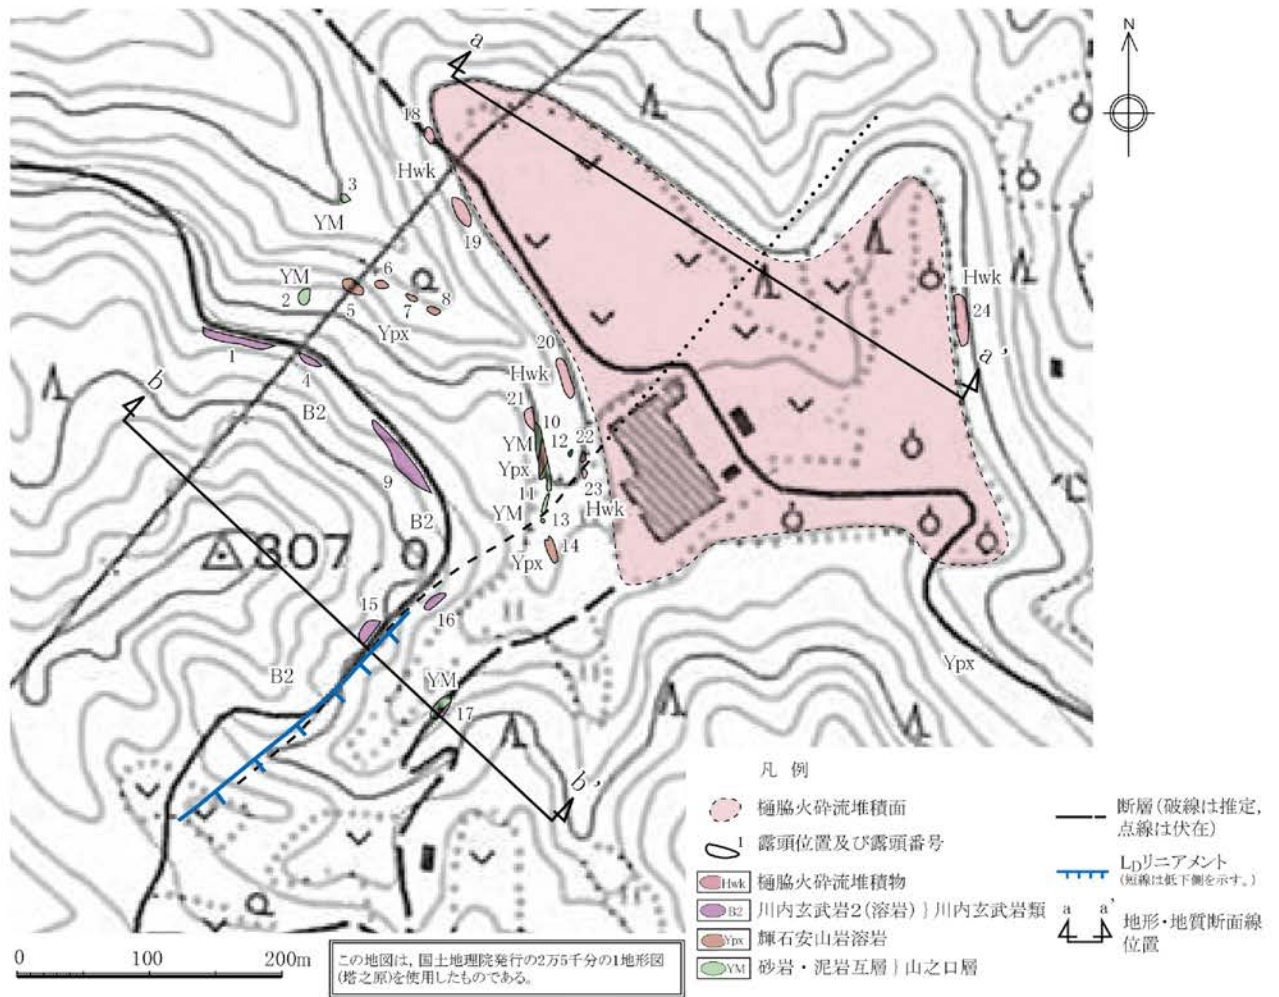 N
a
18
Hwk
3
YM
19
6
YM
2
5
7
8
Ypx
Hwk
24
1
4
20
b
B2
Hwk
a'
21
10
YM
12
22
9
Ypx
11
23
B2
YM
13
Hwk
307.0
14
Ypx
15
16
B2
Ypx
YM
17
b'
凡 例
樋脇火砕流堆積面
1 露頭位置及び露頭番号
Hwk 樋脇火砕流堆積物
B2 川内玄武岩2(溶岩) } 川内玄武岩類
Ypx 輝石安山岩溶岩
YM 砂岩・泥岩互層 } 山之口層
断層(破線は推定,
点線は伏在)
LDリニアメント
(短線は低下側を示す。)
a a' 地形・地質断面線
位置
0 100 200m
この地図は、国土地理院発行の2万5千分の1地形図
(塔之原)を使用したものである。